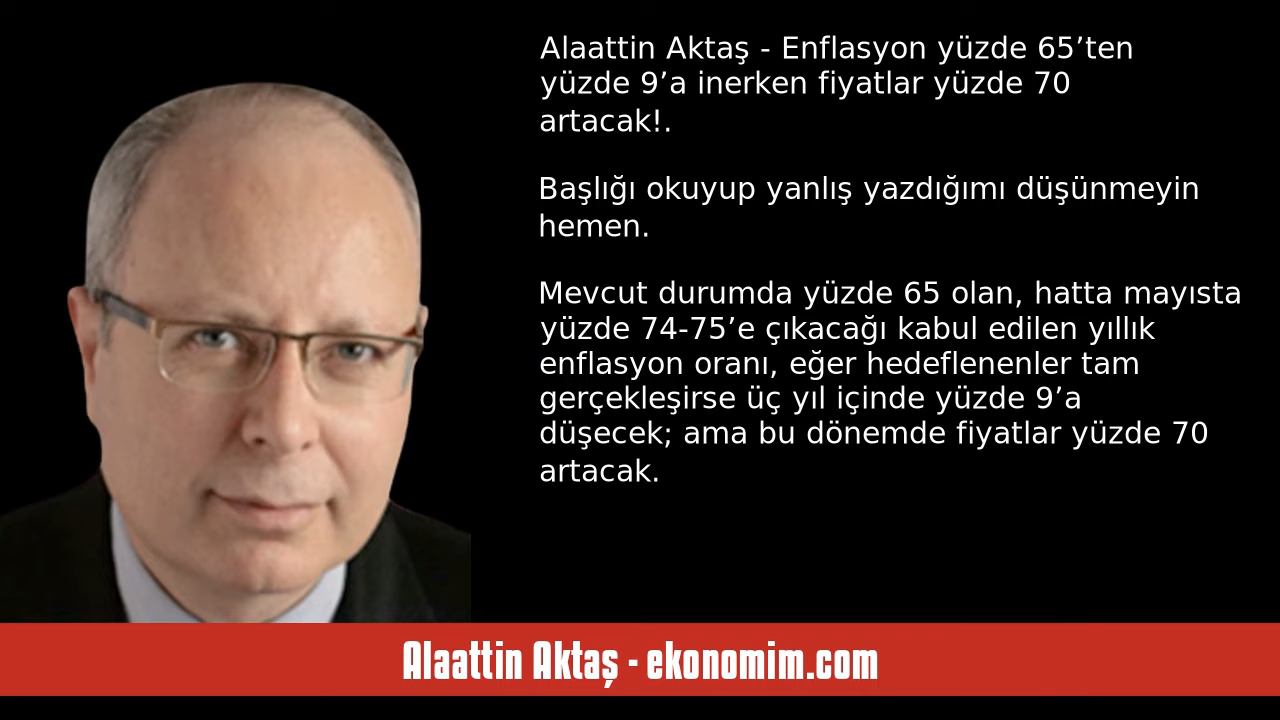 Alaattin Aktaş - Enflasyon yüzde 65’ten
yüzde 9’a inerken fiyatlar yüzde 70
artacak!.
Başlığı okuyup yanlış yazdığımı düşünmeyin
hemen.
Mevcut durumda yüzde 65 olan, hatta mayısta
yüzde 74-75’e çıkacağı kabul edilen yıllık
enflasyon oranı, eğer hedeflenenler tam
gerçekleşirse üç yıl içinde yüzde 9’a
düşecek; ama bu dönemde fiyatlar yüzde 70
artacak.
Alaattin Aktaş - ekonomim.com